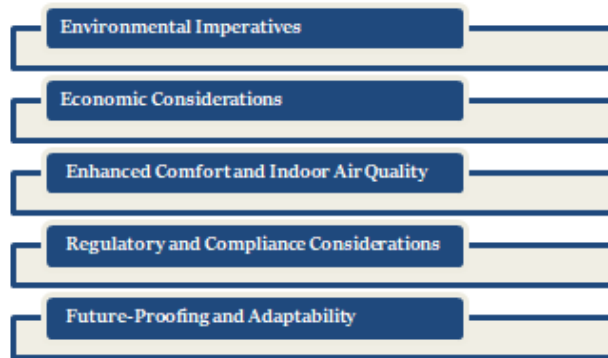 Environmental Imperatives
Economic Considerations
Enhanced Comfort and Indoor Air Quality
Regulatory and Compliance Considerations
Future-Proofing and Adaptability